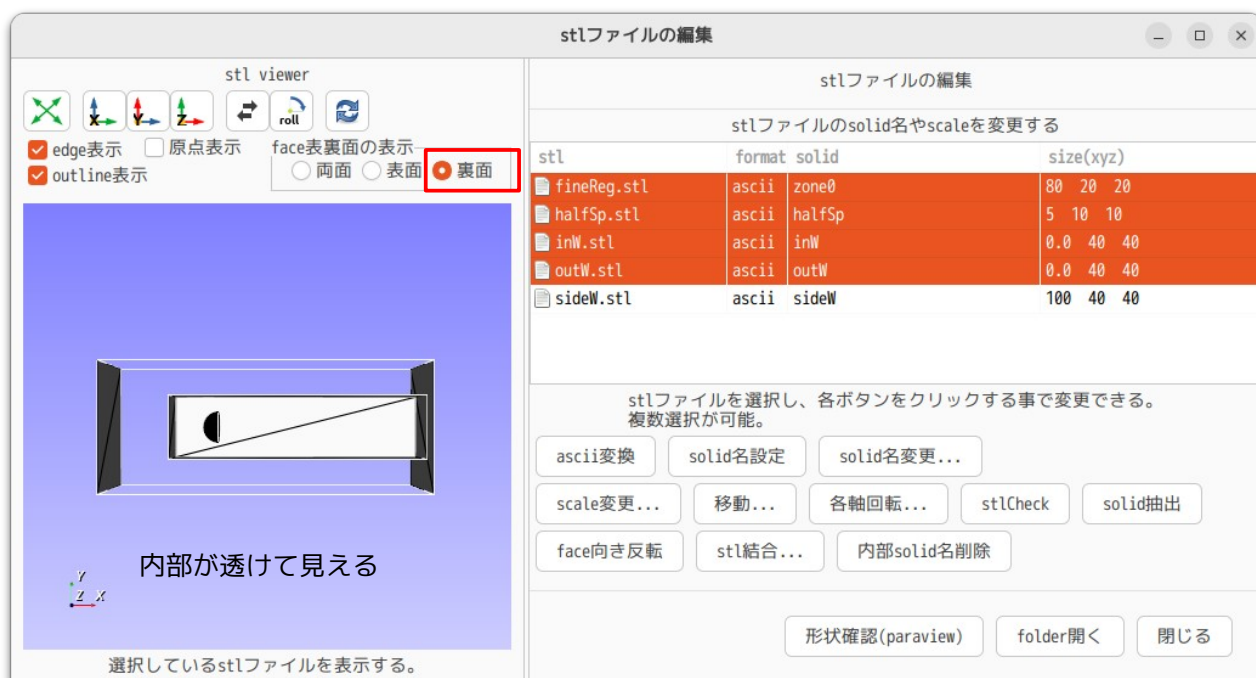 stlファイルの編集
stl viewer
X Y Z roll
edge表示 原点表示 face表裏面の表示
outline表示 両面 表面 裏面
内部が透けて見える
Y
Z X
選択しているstlファイルを表示する。
stlファイルの編集
stlファイルのsolid名やscaleを変更する
stl format solid size(xyz)
fineReg.stl ascii zone0 80 20 20
halfSp.stl ascii halfSp 5 10 10
inW.stl ascii inW 0.0 40 40
outW.stl ascii outW 0.0 40 40
sideW.stl ascii sideW 100 40 40
stlファイルを選択し、各ボタンをクリックする事で変更できる。
複数選択が可能。
ascii変換 solid名設定 solid名変更...
scale変更... 移動... 各軸回転... stlCheck solid抽出
face向き反転 stl結合... 内部solid名削除
形状確認(paraview) folder開く 閉じる